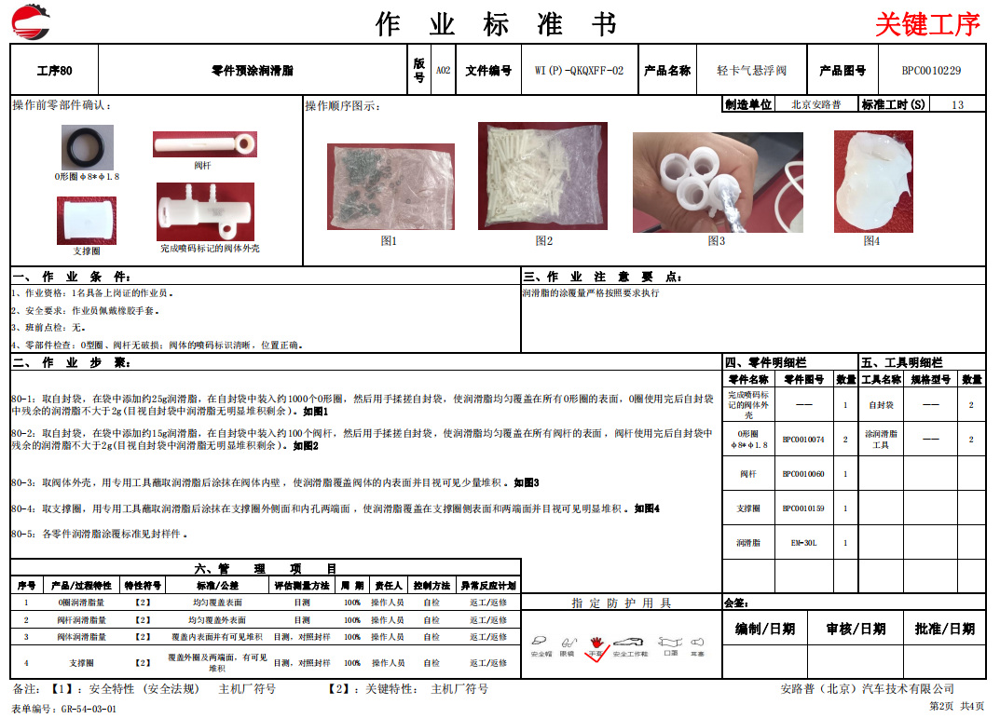 作 业 标 准 书
关键工序
工序80 零件预涂润滑脂 版号 A02 文件编号 WI(P)-QKQXFF-02 产品名称 轻卡气悬浮阀 产品图号 BPC0010229
操作前零部件确认:
操作顺序图示:
制造单位 北京安路普 标准工时(S) 13
O形圈φ8*φ1.8
阀杆
支撑圈
完成喷码标记的阀体外壳
图1
图2
图3
图4
一、 作 业 条 件:
1、作业资格: 1名具备上岗证的作业员。
2、安全要求: 作业员佩戴橡胶手套。
3、班前点检: 无。
4、零部件检查: O型圈、阀杆无破损; 阀体的喷码标识清晰, 位置正确。
三、作 业 注 意 要 点:
润滑脂的涂覆量严格按照要求执行
二、 作 业 步 聚:
80-1: 取自封袋, 在袋中添加约25g润滑脂, 在自封袋中装入约1000个O形圈, 然后用手揉搓自封袋, 使润滑脂均匀覆盖在所有O形圈的表面, O圈使用完后自封袋
中残余的润滑脂不大于2g(目视自封袋中润滑脂无明显堆积剩余)。如图1
80-2: 取自封袋, 在袋中添加约15g润滑脂, 在自封袋中装入约100个阀杆, 然后用手揉搓自封袋, 使润滑脂均匀覆盖在所有阀杆的表面, 阀杆使用完后自封袋中
残余的润滑脂不大于2g(目视自封袋中润滑脂无明显堆积剩余)。如图2
80-3: 取阀体外壳, 用专用工具蘸取润滑脂后涂抹在阀体内壁, 使润滑脂覆盖阀体的内表面并目视可见少量堆积。如图3
80-4: 取支撑圈, 用专用工具蘸取润滑脂后涂抹在支撑圈外侧面和内孔两端面, 使润滑脂覆盖在支撑圈侧表面和两端面并目视可见明显堆积。如图4
80-5: 各零件润滑脂涂覆标准见封样件。
四、零件明细栏
零件名称 零件图号 数量
完成喷码标记的阀体外壳 —— 1
O形圈φ8*φ1.8 BPC0010074 2
阀杆 BPC0010060 1
支撑圈 BPC0010159 1
润滑脂 EM-30L 1
五、工具明细栏
工具名称 规格型号 数量
自封袋 —— 2
涂润滑脂工具 —— 2
六、管 理 项 目
序号 产品/过程特性 特性符号 标准/公差 评估测量方法 周 期 责任人 控制方法 异常反应计划
1 O圈润滑脂量 【2】 均匀覆盖表面 目测 100% 操作人员 自检 返工/返修
2 阀杆润滑脂量 【2】 均匀覆盖外表面 目测 100% 操作人员 自检 返工/返修
3 阀体润滑脂量 【2】 覆盖内表面并有可见堆积 目测, 对照封样 100% 操作人员 自检 返工/返修
4 支撑圈 【2】 覆盖外圈及两端面, 有可见堆积 目测, 对照封样 100% 操作人员 自检 返工/返修
指 定 防 护 用 具
安全帽 眼镜 手套 安全工作鞋 口罩 耳塞
会签:
编制/日期 审核/日期 批准/日期
备注: 【1】: 安全特性 (安全法规) 主机厂符号 【2】: 关键特性: 主机厂符号
安路普(北京)汽车技术有限公司
表单编号: GR-54-03-01
第2页 共4页